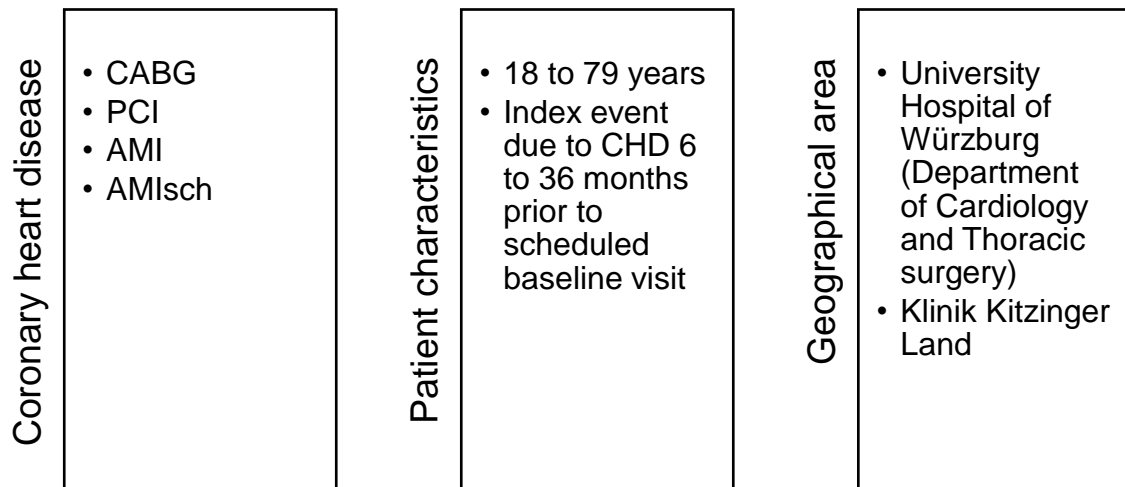 Coronary heart disease
• CABG
• PCI
• AMI
• AMIsch
Patient characteristics
• 18 to 79 years
• Index event
due to CHD 6
to 36 months
prior to
scheduled
baseline visit
Geographical area
• University
Hospital of
Würzburg
(Department
of Cardiology
and Thoracic
surgery)
• Klinik Kitzinger
Land